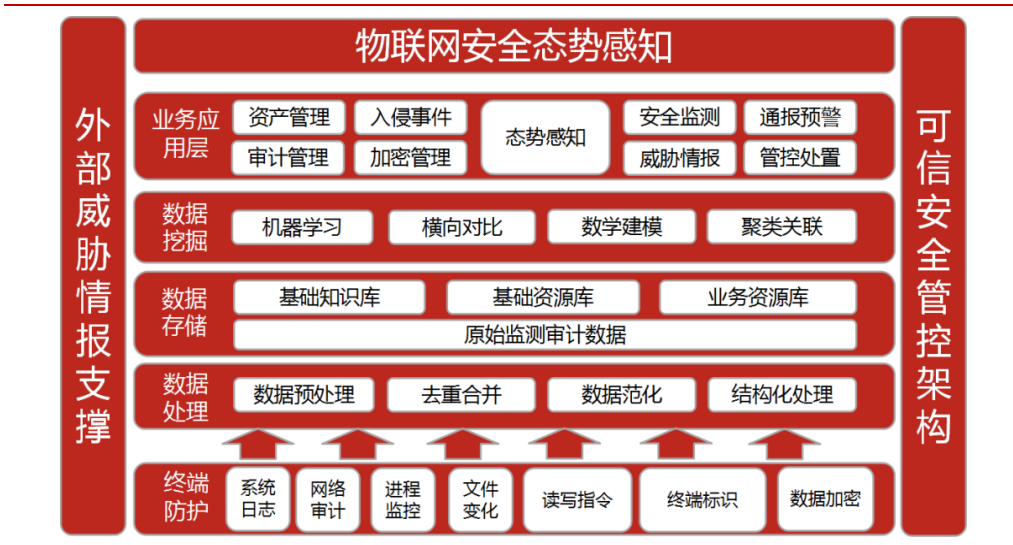 物联网安全态势感知
外部威胁情报支撑
业务应
用层
资产管理
入侵事件
态势感知
安全监测
通报预警
审计管理
加密管理
威胁情报
管控处置
数据
挖掘
机器学习
横向对比
数学建模
聚类关联
数据
存储
基础知识库
基础资源库
业务资源库
原始监测审计数据
数据
处理
数据预处理
去重合并
数据范化
结构化处理
终端
防护
系统
日志
网络
审计
进程
监控
文件
变化
读写指令
终端标识
数据加密
可信安全管控架构